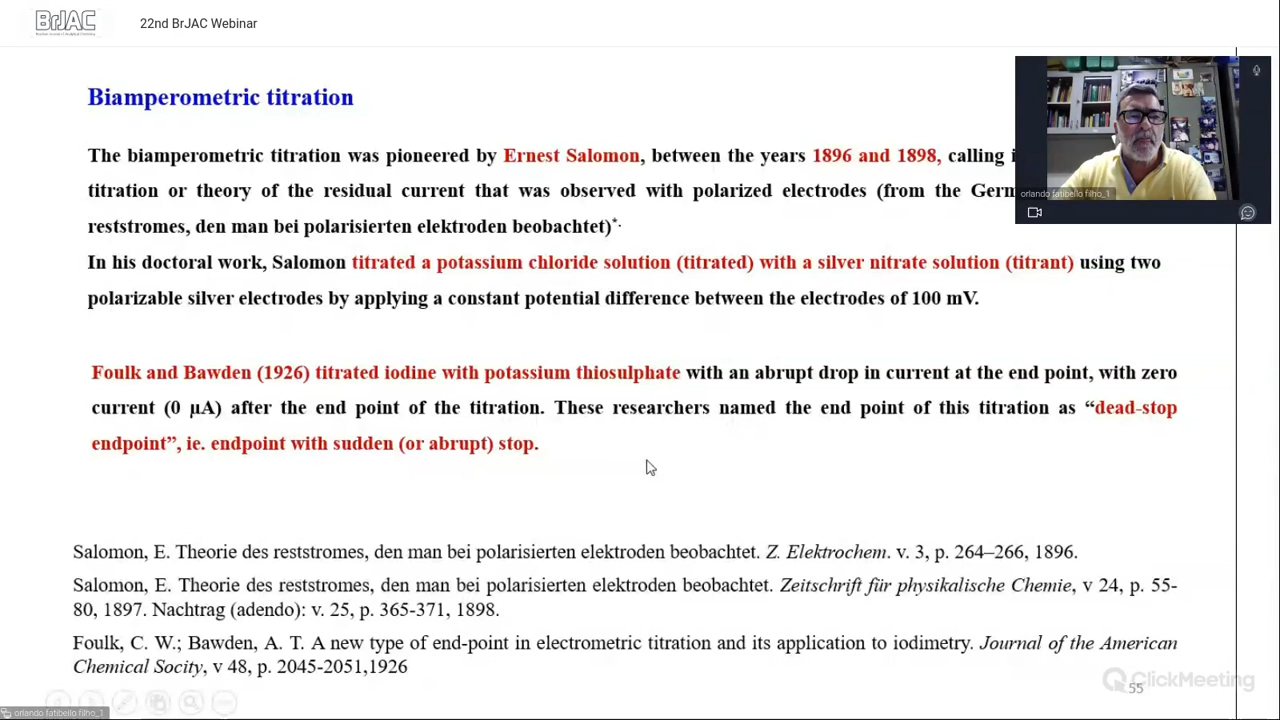 BrJAC
22nd BrJAC Webinar
Biamperometric titration
The biamperometric titration was pioneered by Ernest Salomon, between the years 1896 and 1898, calling
titration or theory of the residual current that was observed with polarized electrodes (from the
reststromes, den man bei polarisierten elektroden beobachtet)*.
In his doctoral work, Salomon titrated a potassium chloride solution (titrated) with a silver nitrate solution (titrant) using two
polarizable silver electrodes by applying a constant potential difference between the electrodes of 100 mV.
Foulk and Bawden (1926) titrated iodine with potassium thiosulphate with an abrupt drop in current at the end point, with zero
current (0 µA) after the end point of the titration. These researchers named the end point of this titration as “dead-stop
endpoint”, ie. endpoint with sudden (or abrupt) stop.
Salomon, E. Theorie des reststromes, den man bei polarisierten elektroden beobachtet. Z. Elektrochem. v. 3, p. 264–266, 1896.
Salomon, E. Theorie des reststromes, den man bei polarisierten elektroden beobachtet. Zeitschrift für physikalische Chemie, v 24, p. 55-
80, 1897. Nachtrag (adendo): v. 25, p. 365-371, 1898.
Foulk, C. W.; Bawden, A. T. A new type of end-point in electrometric titration and its application to iodimetry. Journal of the American
Chemical Socity, v 48, p. 2045-2051,1926
orlando fatibello filho_1
ClickMeeting
55
orlando fatibello filho_1